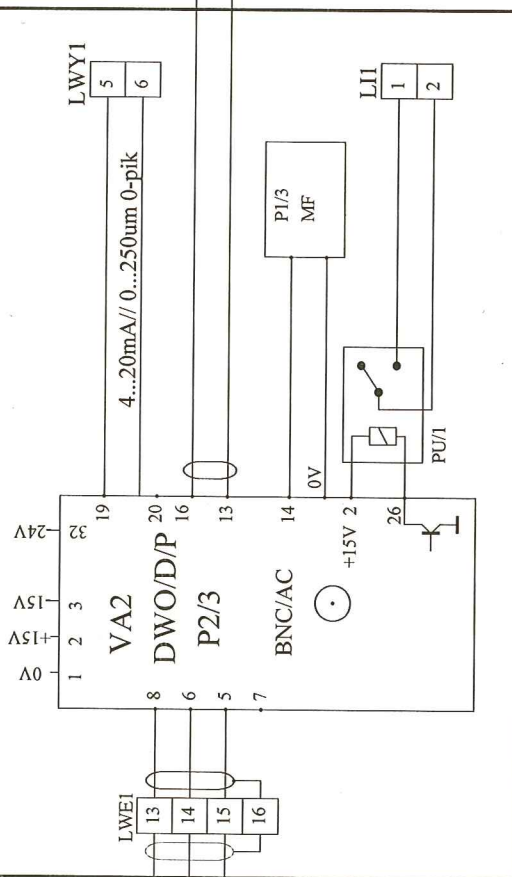 LWY1
5
6
LI1
1
2
4...20mA// 0...250um 0-pik
P1/3
MF
PU/1
19
20
16
13
14
0V
+15V 2
26
24V
32
-15V
3
+15V
2
0V
1
VA2
DWO/D/P
P2/3
BNC/AC
8
6
5
7
LWE1
13
14
15
16